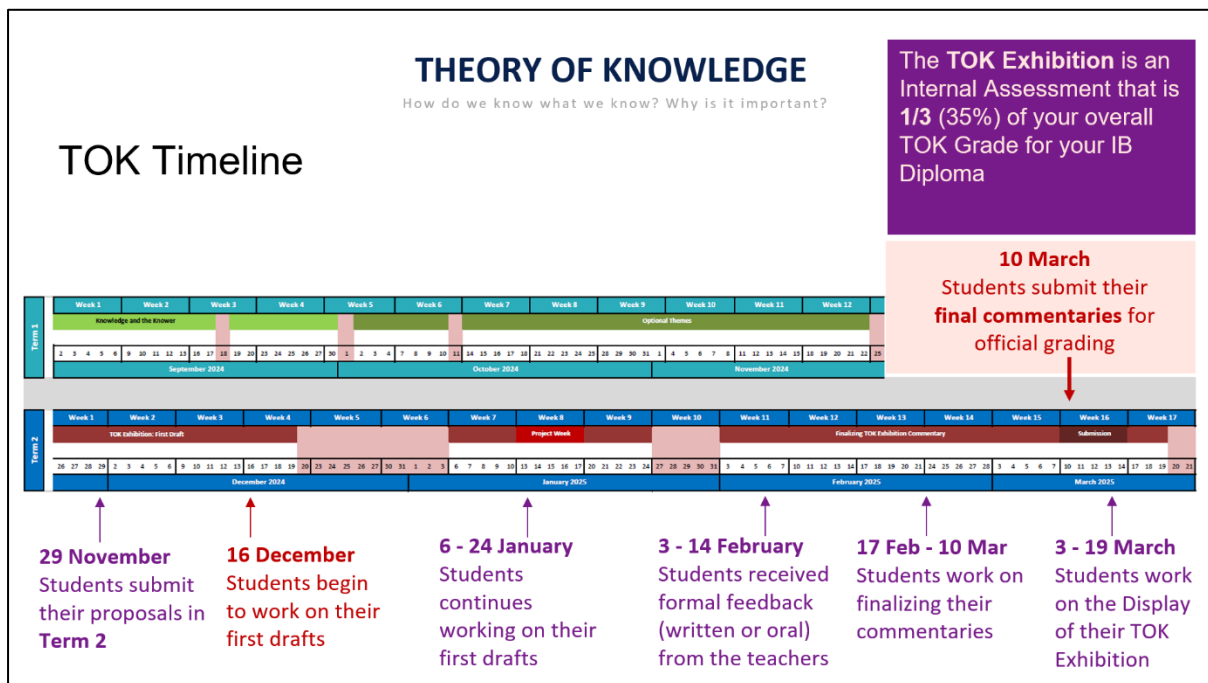 THEORY OF KNOWLEDGE
How do we know what we know? Why is it important?
The TOK Exhibition is an
Internal Assessment that is
1/3 (35%) of your overall
TOK Grade for your IB
Diploma
TOK Timeline
10 March
Students submit their
final commentaries for
official grading
Term 1
Week 1 Week 2 Week 3 Week 4 Week 5 Week 6 Week 7 Week 8 Week 9 Week 10 Week 11 Week 12
Knowledge and the Knower Optional Themes
2 3 4 5 6 9 10 11 12 13 16 17 18 19 20 23 24 25 26 27 30 1 2 3 4 7 8 9 10 11 14 15 16 17 18 21 22 23 24 25 28 29 30 31 1 4 5 6 7 8 11 12 13 14 15 18 19 20 21 22 25
September 2024 October 2024 November 2024
Term 2
Week 1 Week 2 Week 3 Week 4 Week 5 Week 6 Week 7 Week 8 Week 9 Week 10 Week 11 Week 12 Week 13 Week 14 Week 15 Week 16 Week 17
TOK Exhibition: First Draft Project Week Finalizing TOK Exhibition Commentary Submission
26 27 28 29 2 3 4 5 6 9 10 11 12 13 16 17 18 19 20 23 24 25 26 27 30 31 1 2 3 6 7 8 9 10 13 14 15 16 17 20 21 22 23 24 27 28 29 30 31 3 4 5 6 7 10 11 12 13 14 17 18 19 20 21 24 25 26 27 28 3 4 5 6 7 10 11 12 13 14 17 18 19 20 21
December 2024 January 2025 February 2025 March 2025
29 November
Students submit
their proposals in
Term 2
16 December
Students begin
to work on their
first drafts
6 - 24 January
Students
continues
working on their
first drafts
3 - 14 February
Students received
formal feedback
(written or oral)
from the teachers
17 Feb - 10 Mar
Students work on
finalizing their
commentaries
3 - 19 March
Students work
on the Display
of their TOK
Exhibition